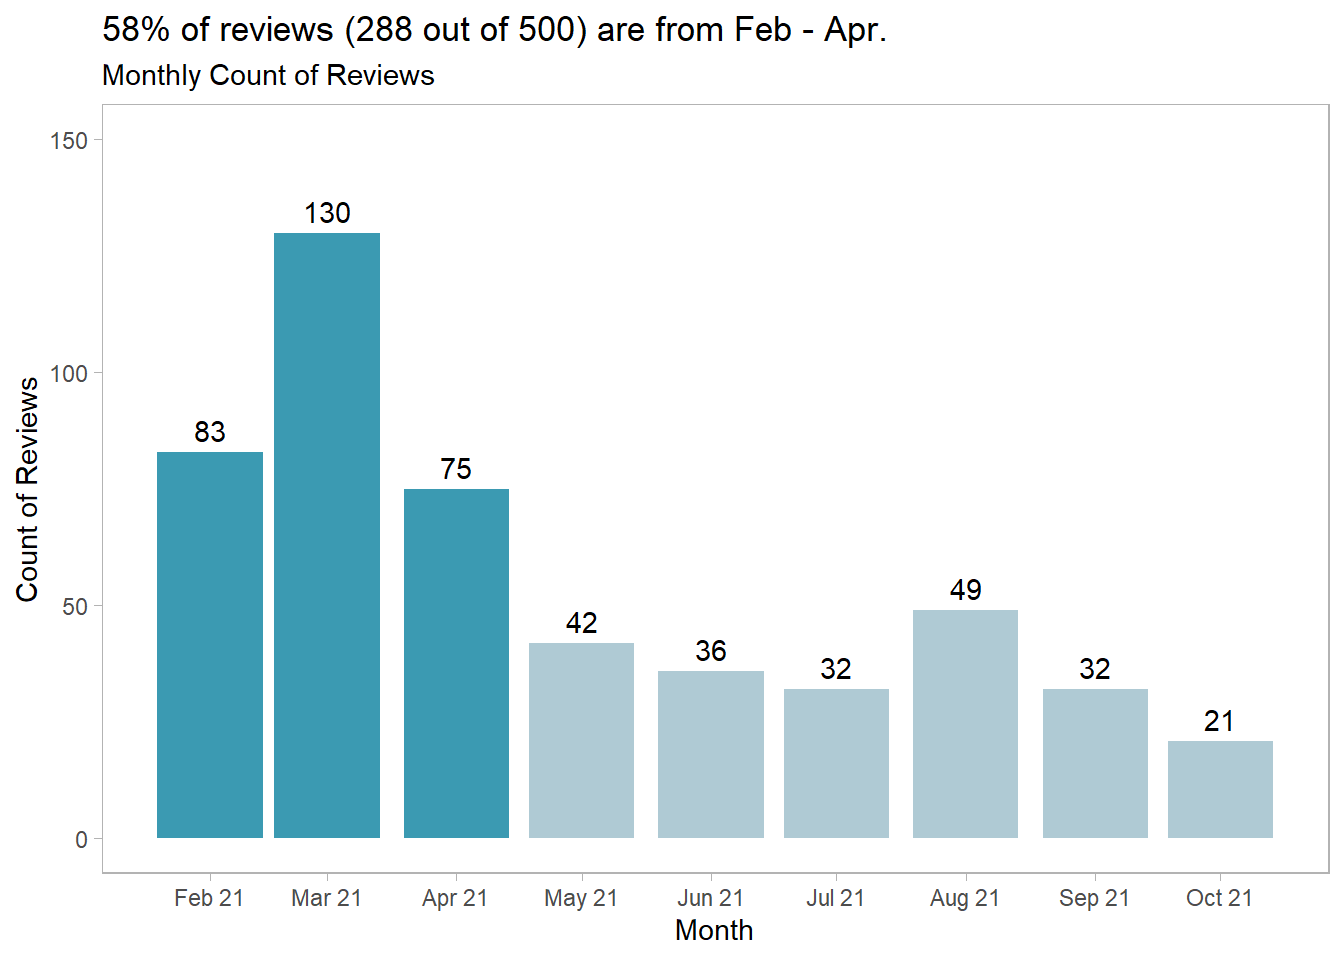 58% of reviews (288 out of 500) are from Feb - Apr.
Monthly Count of Reviews
Count of Reviews
150
100
50
0
83
130
75
42
36
32
49
32
21
Feb 21 Mar 21 Apr 21 May 21 Jun 21 Jul 21 Aug 21 Sep 21 Oct 21
Month